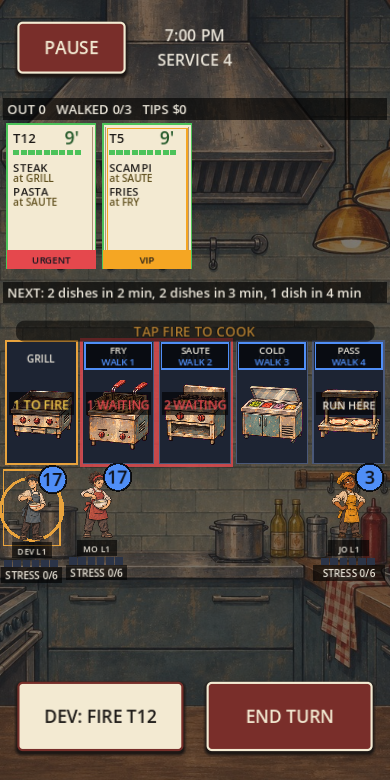 PAUSE
7:00 PM
SERVICE 4
OUT 0 WALKED 0/3 TIPS $0
T12 9'
STEAK
at GRILL
PASTA
at SAUTE
URGENT
T5 9'
SCAMPI
at SAUTE
FRIES
at FRY
VIP
NEXT: 2 dishes in 2 min, 2 dishes in 3 min, 1 dish in 4 min
TAP FIRE TO COOK
GRILL
1 TO FIRE
FRY
WALK 1
1 WAITING
SAUTE
WALK 2
2 WAITING
COLD
WALK 3
PASS
WALK 4
RUN HERE
17
DEV L1
STRESS 0/6
17
MO L1
STRESS 0/6
3
JO L1
STRESS 0/6
DEV: FIRE T12
END TURN